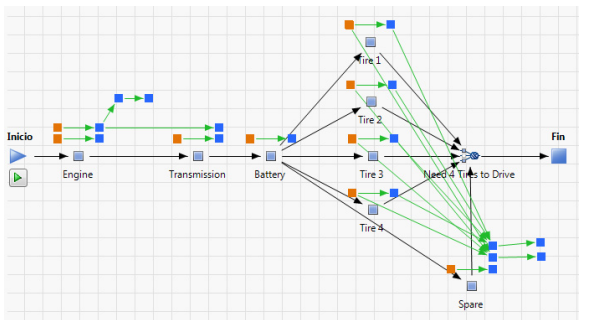 Tire 1
Tire 2
Inicio
Fin
Engine
Transmission
Battery
Tire 3
Need 4 Tires to Drive
Tire 4
Spare